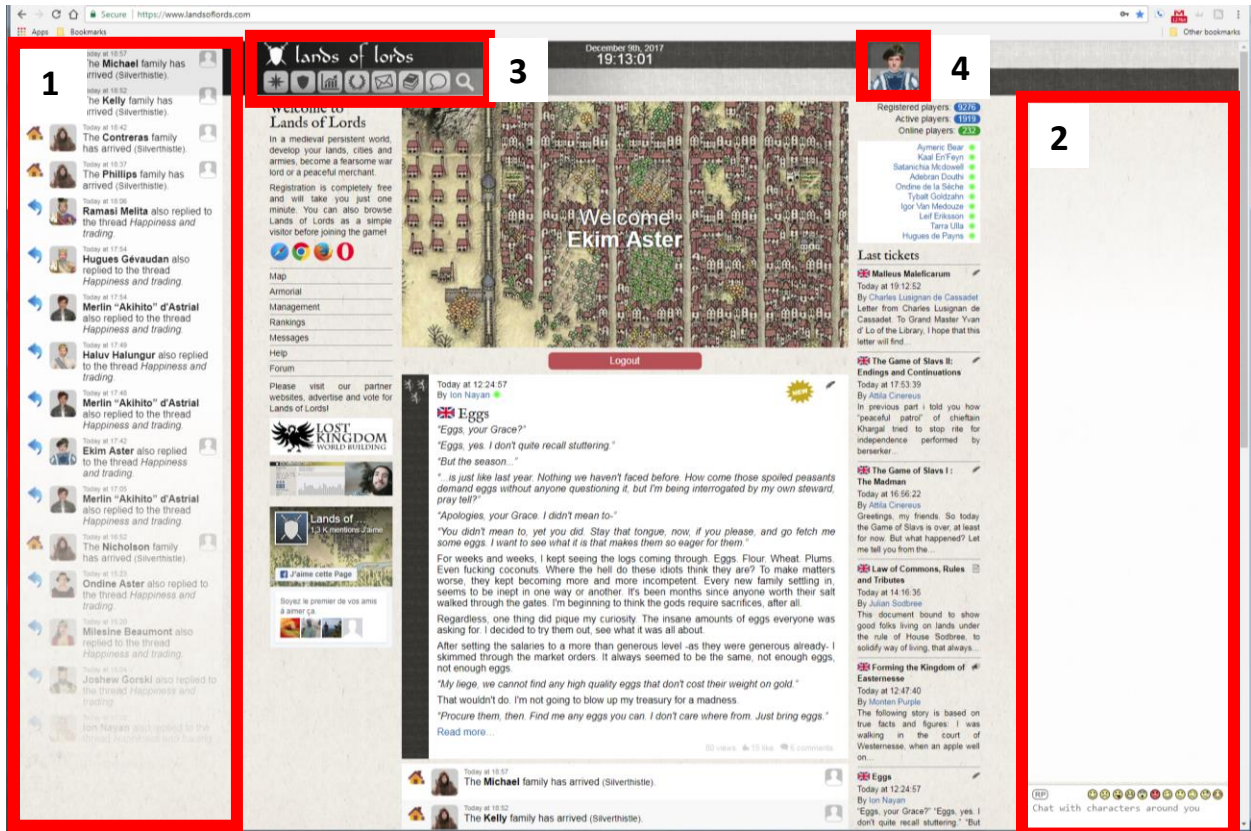 Secure | https://www.landsoflords.com
Apps Bookmarks
Other bookmarks
1
Today at 18:57
The Michael family has
arrived (Silverthistle).
Today at 18:52
The Kelly family has
arrived (Silverthistle).
Today at 18:42
The Contreras family
has arrived (Silverthistle).
Today at 18:37
The Phillips family has
arrived (Silverthistle).
Today at 18:06
Ramasi Melita also replied to
the thread Happiness and
trading.
Today at 17:54
Hugues Gévaudan also
replied to the thread
Happiness and trading.
Today at 17:54
Merlin “Akihito” d'Astrial
also replied to the thread
Happiness and trading.
Today at 17:49
Haluv Halungur also replied
to the thread Happiness and
trading.
Today at 17:45
Merlin “Akihito” d'Astrial
also replied to the thread
Happiness and trading.
Today at 17:42
Ekim Aster also replied
to the thread Happiness
and trading.
Today at 17:05
Merlin “Akihito” d'Astrial
also replied to the thread
Happiness and trading.
Today at 16:52
The Nicholson family
has arrived (Silverthistle).
Today at 15:23
Ondine Aster also replied to
the thread Happiness and
trading.
Today at 15:20
Milesine Beaumont also
replied to the thread
Happiness and trading.
Today at 15:04
Joshew Gorski also replied to
the thread Happiness and
trading.
Ion Nayan also replied to the
thread Happiness and trading.
lands of lords
3
December 9th, 2017
19:13:01
4
2
Welcome to
Lands of Lords
In a medieval persistent world,
develop your lands, cities and
armies, become a fearsome war
lord or a peaceful merchant.
Registration is completely free
and will take you just one
minute. You can also browse
Lands of Lords as a simple
visitor before joining the game!
Map
Armorial
Management
Rankings
Messages
Help
Forum
Please visit our partner
websites, advertise and vote for
Lands of Lords!
LOST
KINGDOM
WORLD BUILDING
Lands of ...
1,3 K mentions J'aime
J'aime cette Page
Soyez le premier de vos amis
à aimer ça.
Welcome
Ekim Aster
Logout
Today at 12:24:57
By Ion Nayan
NEW
Eggs
“Eggs, your Grace?”
“Eggs, yes. I don't quite recall stuttering.”
“But the season...”
“...is just like last year. Nothing we haven't faced before. How come those spoiled peasants
demand eggs without anyone questioning it, but I'm being interrogated by my own steward,
pray tell?”
“Apologies, your Grace. I didn't mean to-”
“You didn't mean to, yet you did. Stay that tongue, now, if you please, and go fetch me
some eggs. I want to see what it is that makes them so eager for them.”
For weeks and weeks, I kept seeing the logs coming through. Eggs. Flour. Wheat. Plums.
Even fucking coconuts. Where the hell do these idiots think they are? To make matters
worse, they kept becoming more and more incompetent. Every new family settling in,
seems to be inept in one way or another. It's been months since anyone worth their salt
walked through the gates. I'm beginning to think the gods require sacrifices, after all.
Regardless, one thing did pique my curiosity. The insane amounts of eggs everyone was
asking for. I decided to try them out, see what it was all about.
After setting the salaries to a more than generous level -as they were generous already- I
skimmed through the market orders. It always seemed to be the same, not enough eggs,
not enough eggs.
“My liege, we cannot find any high quality eggs that don't cost their weight on gold.”
That wouldn't do. I'm not going to blow up my treasury for a madness.
“Procure them, then. Find me any eggs you can. I don't care where from. Just bring eggs.”
Read more...
60 views 15 like 5 comments
Today at 18:57
The Michael family has arrived (Silverthistle).
Today at 18:52
The Kelly family has arrived (Silverthistle).
Registered players: 9276
Active players: 1919
Online players: 232
Aymeric Bear
Kaal En'Feyn
Satanichia Mcdowell
Adebran Douthi
Ondine de la Sèche
Tybalt Goldzahn
Igor Van Medouze
Leif Eriksson
Tarra Ulla
Hugues de Payns
Last tickets
Malleus Maleficarum
Today at 19:12:52
By Charles Lusignan de Cassadet
Letter from Charles Lusignan de
Cassadet. To Grand Master Yvan
d' Lo of the Library, I hope that this
letter will find...
The Game of Slavs II:
Endings and Continuations
Today at 17:53:39
By Attila Cinereus
In previous part i told you how
“peaceful patrol” of chieftain
Khargal tried to stop rite for
independence performed by
berserker...
The Game of Slavs I :
The Madman
Today at 16:56:22
By Attila Cinereus
Greetings, my friends. So today
the Game of Slavs is over, at least
for now. But what happened? Let
me tell you from the...
Law of Commons, Rules
and Tributes
Today at 14:16:36
By Julian Sodbree
This document bound to show
good folks living on lands under
the rule of House Sodbree, to
solidify way of living, that always...
Forming the Kingdom of
Easternesse
Today at 12:47:40
By Monten Purple
The following story is based on
true facts and figures: I was
walking in the court of
Westernesse, when an apple well
on...
Eggs
Today at 12:24:57
By Ion Nayan
“Eggs, your Grace?” “Eggs, yes. I
don't quite recall stuttering.” “But
RP
Chat with characters around you